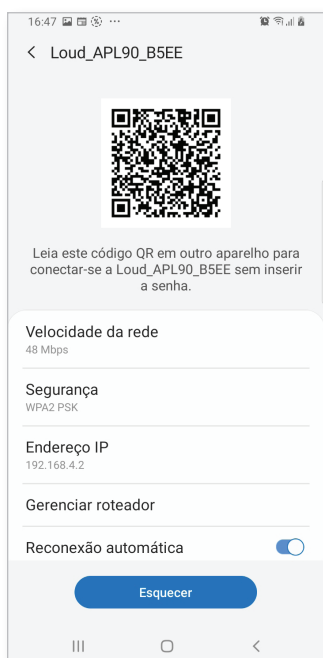 16:47
Loud_APL90_B5EE
Leia este código QR em outro aparelho para
conectar-se a Loud_APL90_B5EE sem inserir
a senha.
Velocidade da rede
48 Mbps
Segurança
WPA2 PSK
Endereço IP
192.168.4.2
Gerenciar roteador
Reconexão automática
Esquecer